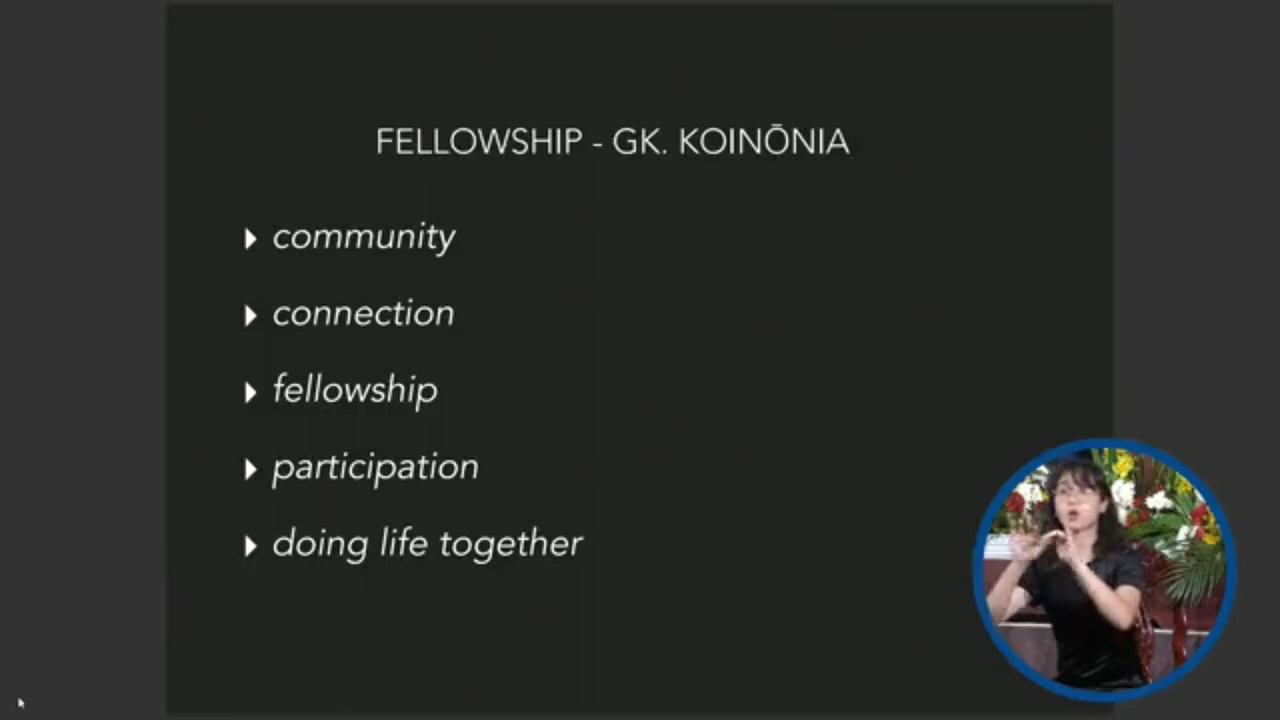 FELLOWSHIP - GK. KOINŌNIA
community
connection
fellowship
participation
doing life together